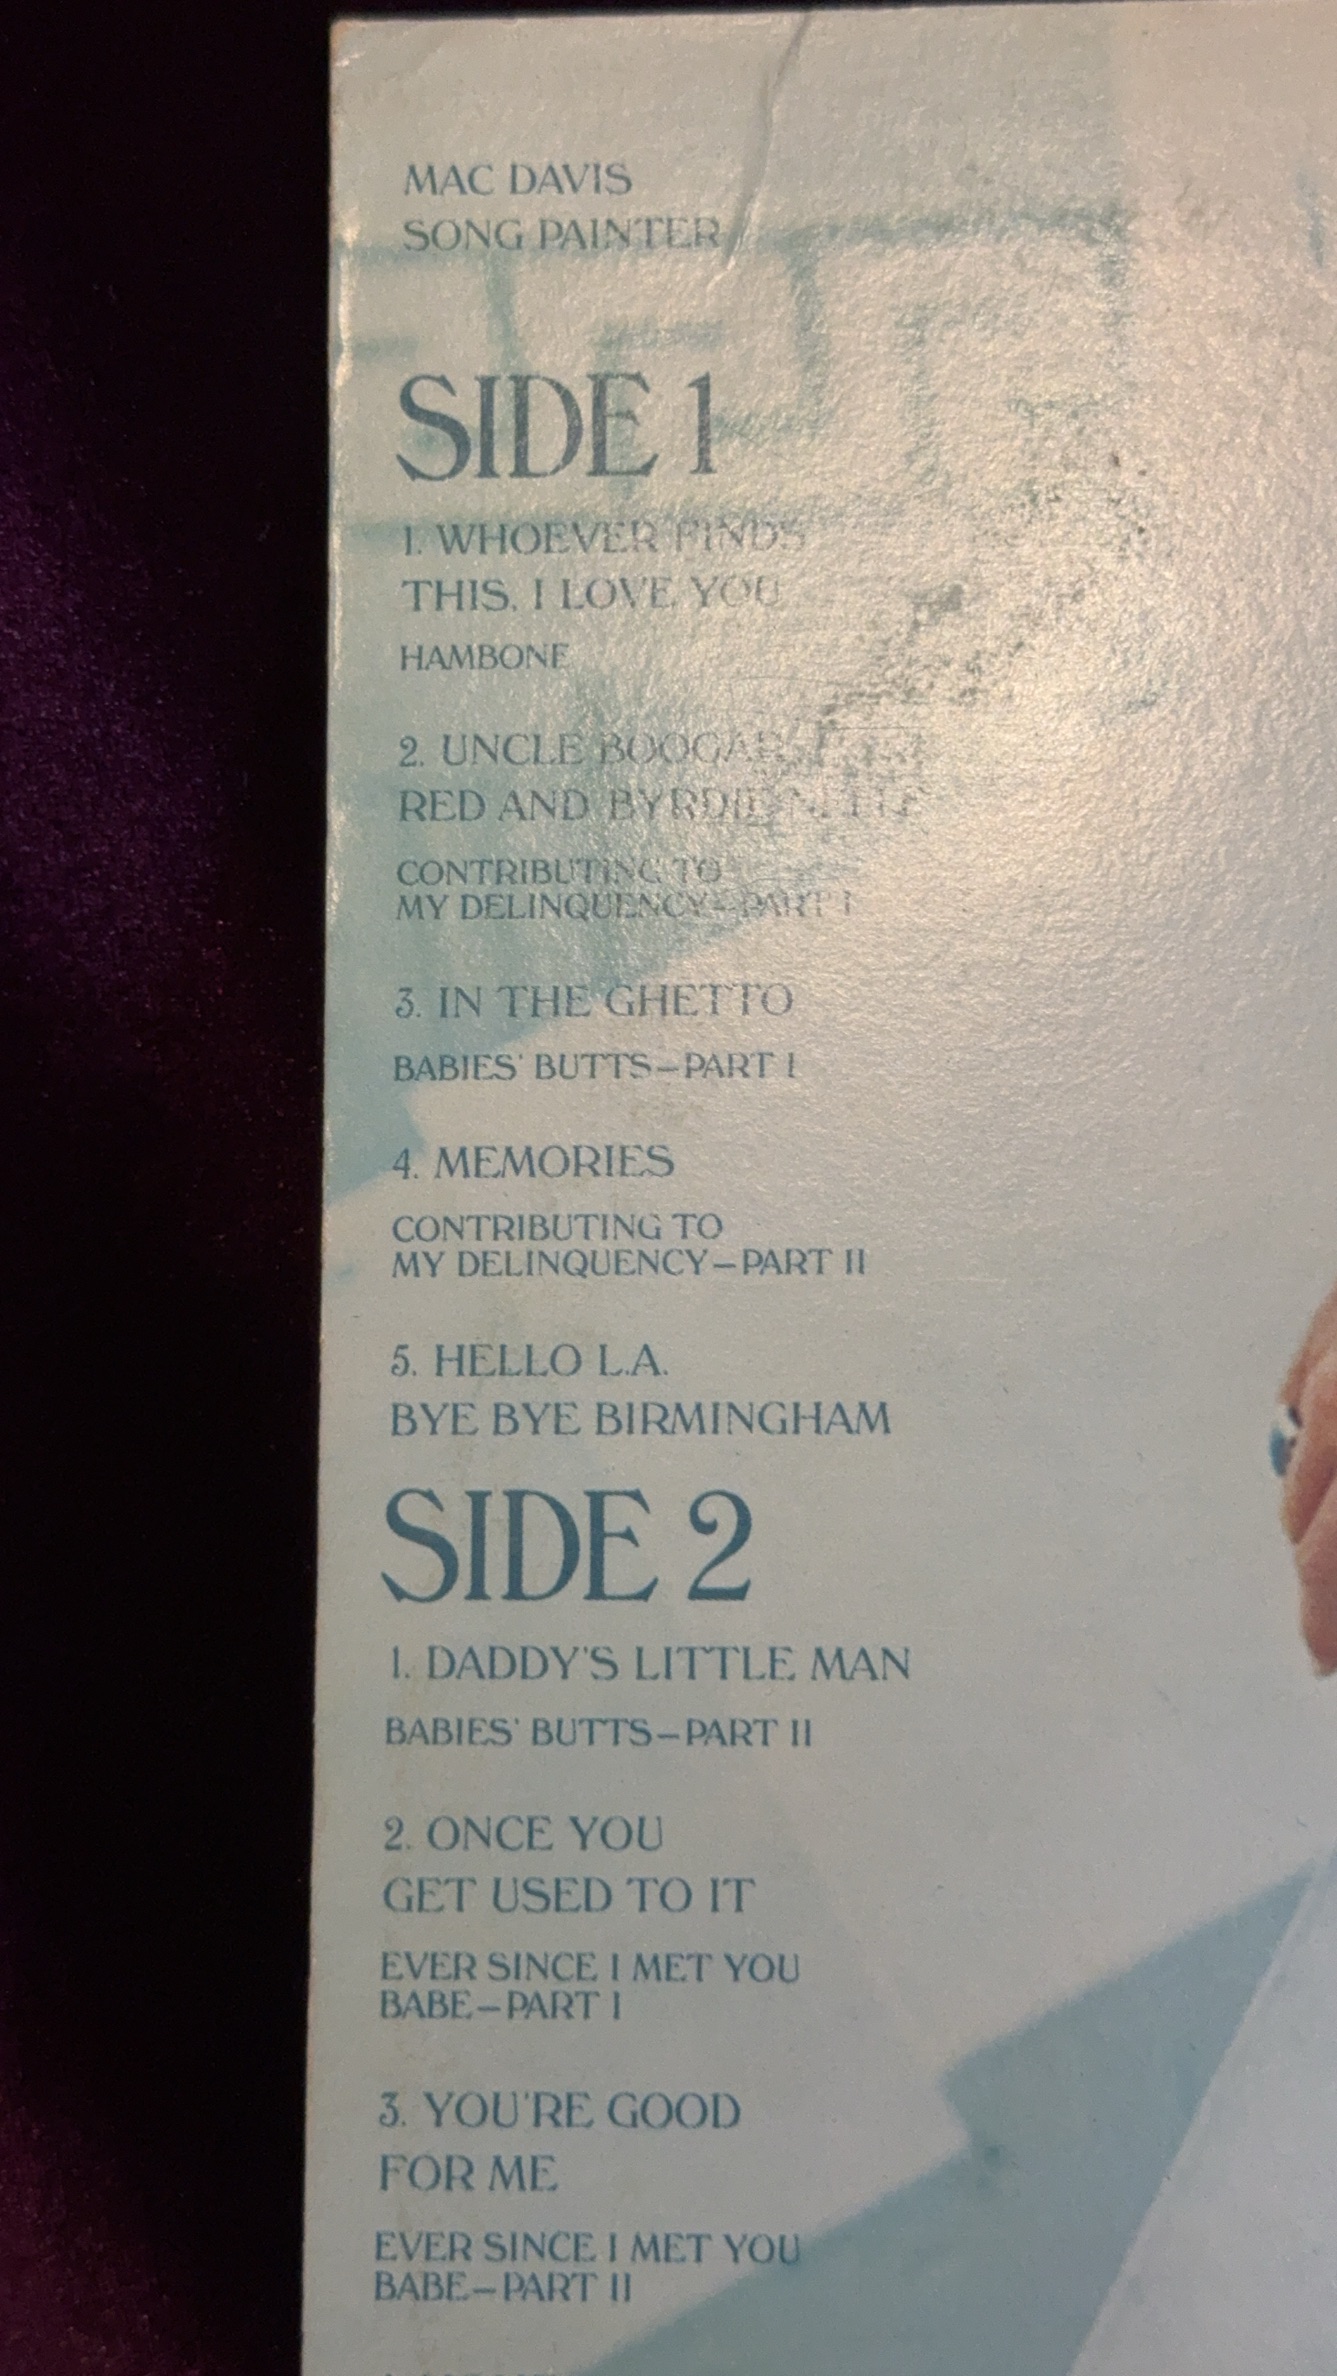 MAC DAVIS
SONG PAINTER
SIDE 1
1. WHOEVER FINDS
THIS, I LOVE YOU
HAMBONE
2. UNCLE BOOGAR
RED AND BYRDIE NELLIE
CONTRIBUTING TO
MY DELINQUENCY–PART I
3. IN THE GHETTO
BABIES' BUTTS–PART I
4. MEMORIES
CONTRIBUTING TO
MY DELINQUENCY–PART II
5. HELLO L.A.
BYE BYE BIRMINGHAM
SIDE 2
1. DADDY'S LITTLE MAN
BABIES' BUTTS–PART II
2. ONCE YOU
GET USED TO IT
EVER SINCE I MET YOU
BABE–PART I
3. YOU'RE GOOD
FOR ME
EVER SINCE I MET YOU
BABE–PART II